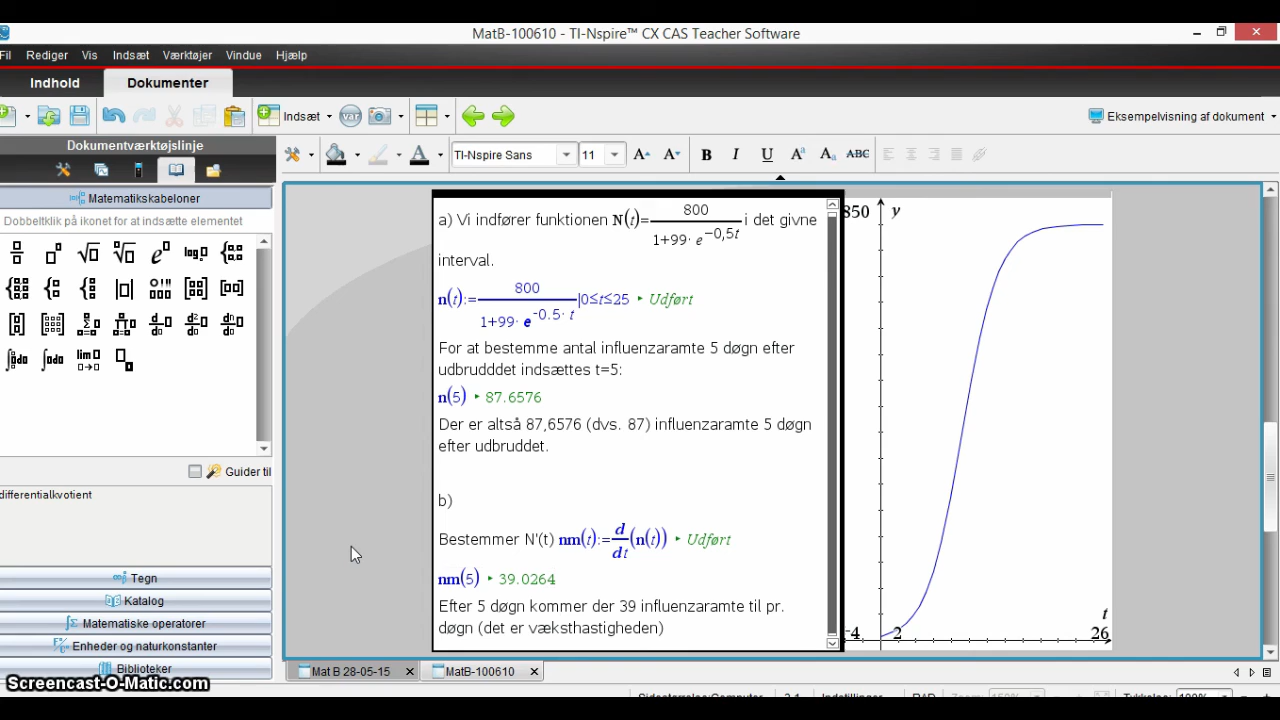 MatB-100610 - TI-Nspire™ CX CAS Teacher Software
Fil Rediger Vis Indsæt Værktøjer Vindue Hjælp
Indhold Dokumenter
Indsæt var Eksempelvisning af dokument
Dokumentværktøjslinje
TI-Nspire Sans 11 A A A B I U Aa Aa ABC
Matematikskabeloner
Dobbeltklik på ikonet for at indsætte elementet
Guider til
differentialkvotient
Tegn
Katalog
Matematiske operatorer
Enheder og naturkonstanter
Biblioteker
a) Vi indfører funktionen N(t)=800/(1+99· e^(−0,5t)) i det givne
interval.
n(t):=800/(1+99· e^(-0.5· t))|0≤t≤25 ▸ Udført
For at bestemme antal influenzaramte 5 døgn efter
udbrudddet indsættes t=5:
n(5) ▸ 87.6576
Der er altså 87,6576 (dvs. 87) influenzaramte 5 døgn
efter udbruddet.
b)
Bestemmer N'(t) nm(t):=d/dt(n(t)) ▸ Udført
nm(5) ▸ 39.0264
Efter 5 døgn kommer der 39 influenzaramte til pr.
døgn (det er væksthastigheden)
850 y
t
-4 2 26
Mat B 28-05-15 MatB-100610
Screencast-O-Matic.com